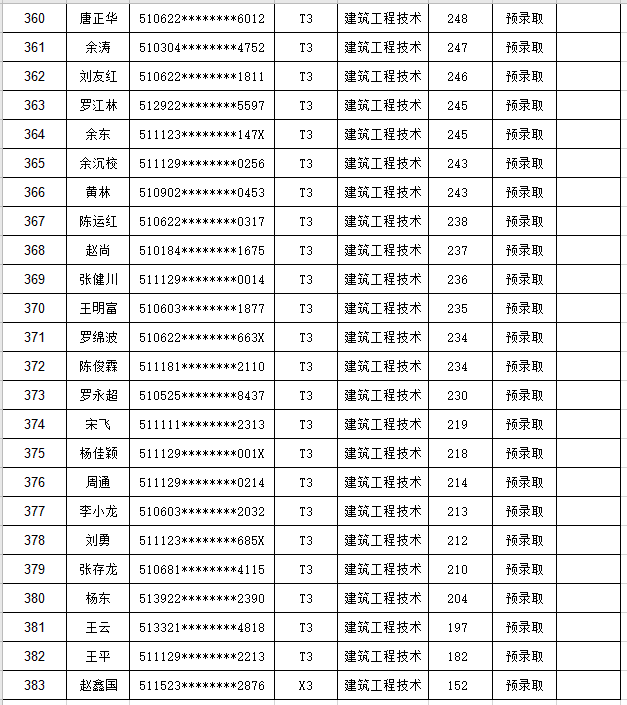 360 唐正华 510622********6012 T3 建筑工程技术 248 预录取
361 余涛 510304********4752 T3 建筑工程技术 247 预录取
362 刘友红 510622********1811 T3 建筑工程技术 246 预录取
363 罗江林 512922********5597 T3 建筑工程技术 245 预录取
364 余东 511123********147X T3 建筑工程技术 245 预录取
365 余沉校 511129********0256 T3 建筑工程技术 243 预录取
366 黄林 510902********0453 T3 建筑工程技术 243 预录取
367 陈运红 510622********0317 T3 建筑工程技术 238 预录取
368 赵尚 510184********1675 T3 建筑工程技术 237 预录取
369 张健川 511129********0014 T3 建筑工程技术 236 预录取
370 王明富 510603********1877 T3 建筑工程技术 235 预录取
371 罗绵波 510622********663X T3 建筑工程技术 234 预录取
372 陈俊霖 511181********2110 T3 建筑工程技术 234 预录取
373 罗永超 510525********8437 T3 建筑工程技术 230 预录取
374 宋飞 511111********2313 T3 建筑工程技术 219 预录取
375 杨佳颖 511129********001X T3 建筑工程技术 218 预录取
376 周通 511129********0214 T3 建筑工程技术 214 预录取
377 李小龙 510603********2032 T3 建筑工程技术 213 预录取
378 刘勇 511123********685X T3 建筑工程技术 212 预录取
379 张存龙 510681********4115 T3 建筑工程技术 210 预录取
380 杨东 513922********2390 T3 建筑工程技术 204 预录取
381 王云 513321********4818 T3 建筑工程技术 197 预录取
382 王平 511129********2213 T3 建筑工程技术 182 预录取
383 赵鑫国 511523********2876 X3 建筑工程技术 152 预录取